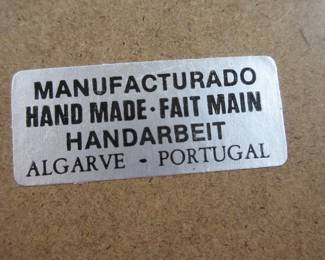 MANUFACTURADO
HAND MADE · FAIT MAIN
HANDARBEIT
ALGARVE - PORTUGAL